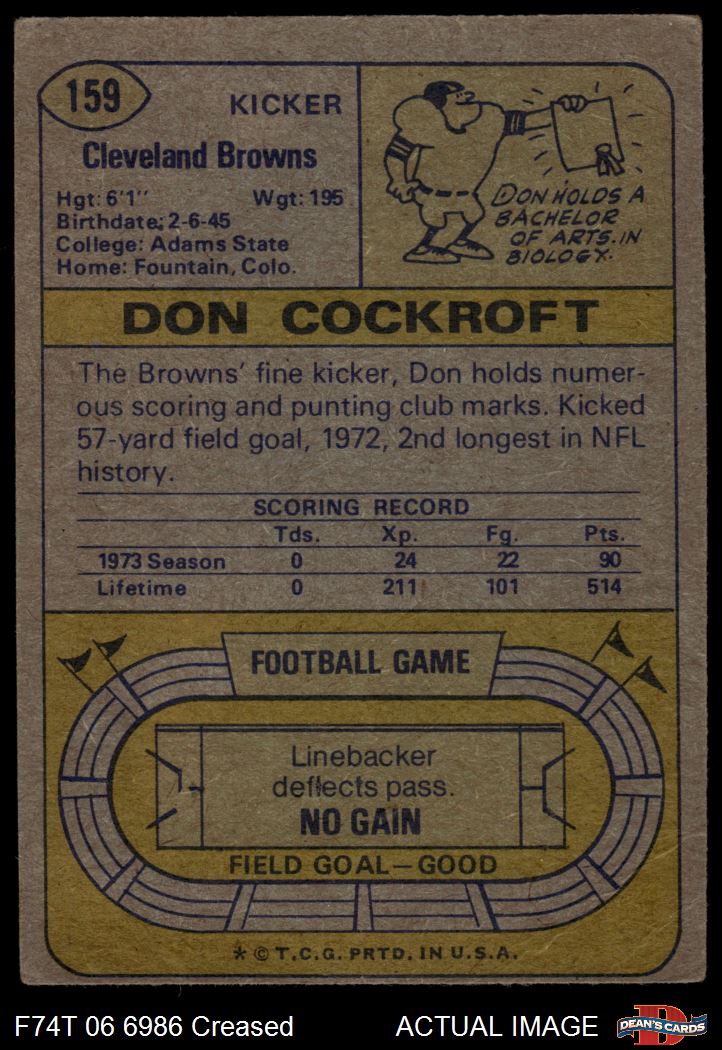 159
KICKER
Cleveland Browns
Hgt: 6'1"   Wgt: 195
Birthdate: 2-6-45
College: Adams State
Home: Fountain, Colo.
DON HOLDS A
BACHELOR
OF ARTS. IN
BIOLOGY.
DON COCKROFT
The Browns' fine kicker, Don holds numer-
ous scoring and punting club marks. Kicked
57-yard field goal, 1972, 2nd longest in NFL
history.
SCORING RECORD
Tds.   Xp.   Fg.   Pts.
1973 Season   0   24   22   90
Lifetime   0   211   101   514
FOOTBALL GAME
Linebacker
deflects pass.
NO GAIN
FIELD GOAL—GOOD
* © T.C.G. PRTD. IN U.S.A.
F74T 06 6986 Creased   ACTUAL IMAGE
D
DEAN'S CARDS